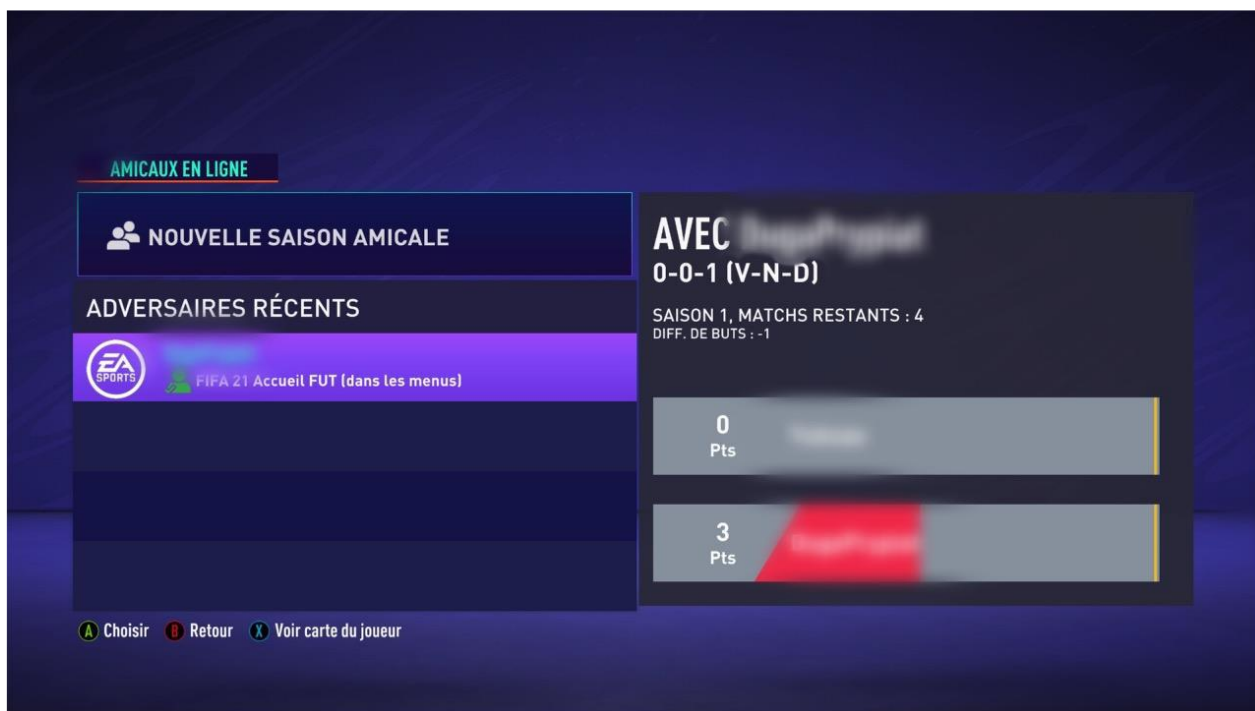 AMICAUX EN LIGNE
NOUVELLE SAISON AMICALE
ADVERSAIRES RÉCENTS
EA
SPORTS
FIFA 21 Accueil FUT (dans les menus)
AVEC
0-0-1 (V-N-D)
SAISON 1, MATCHS RESTANTS : 4
DIFF. DE BUTS : -1
0
Pts
3
Pts
A Choisir B Retour X Voir carte du joueur